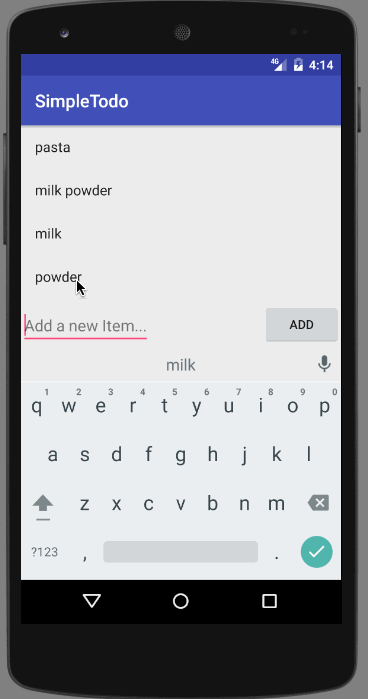 4G 4:14
SimpleTodo
pasta
milk powder
milk
powder
Add a new Item...
ADD
milk
1 2 3 4 5 6 7 8 9 0
q w e r t y u i o p
a s d f g h j k l
z x c v b n m
?123 , .